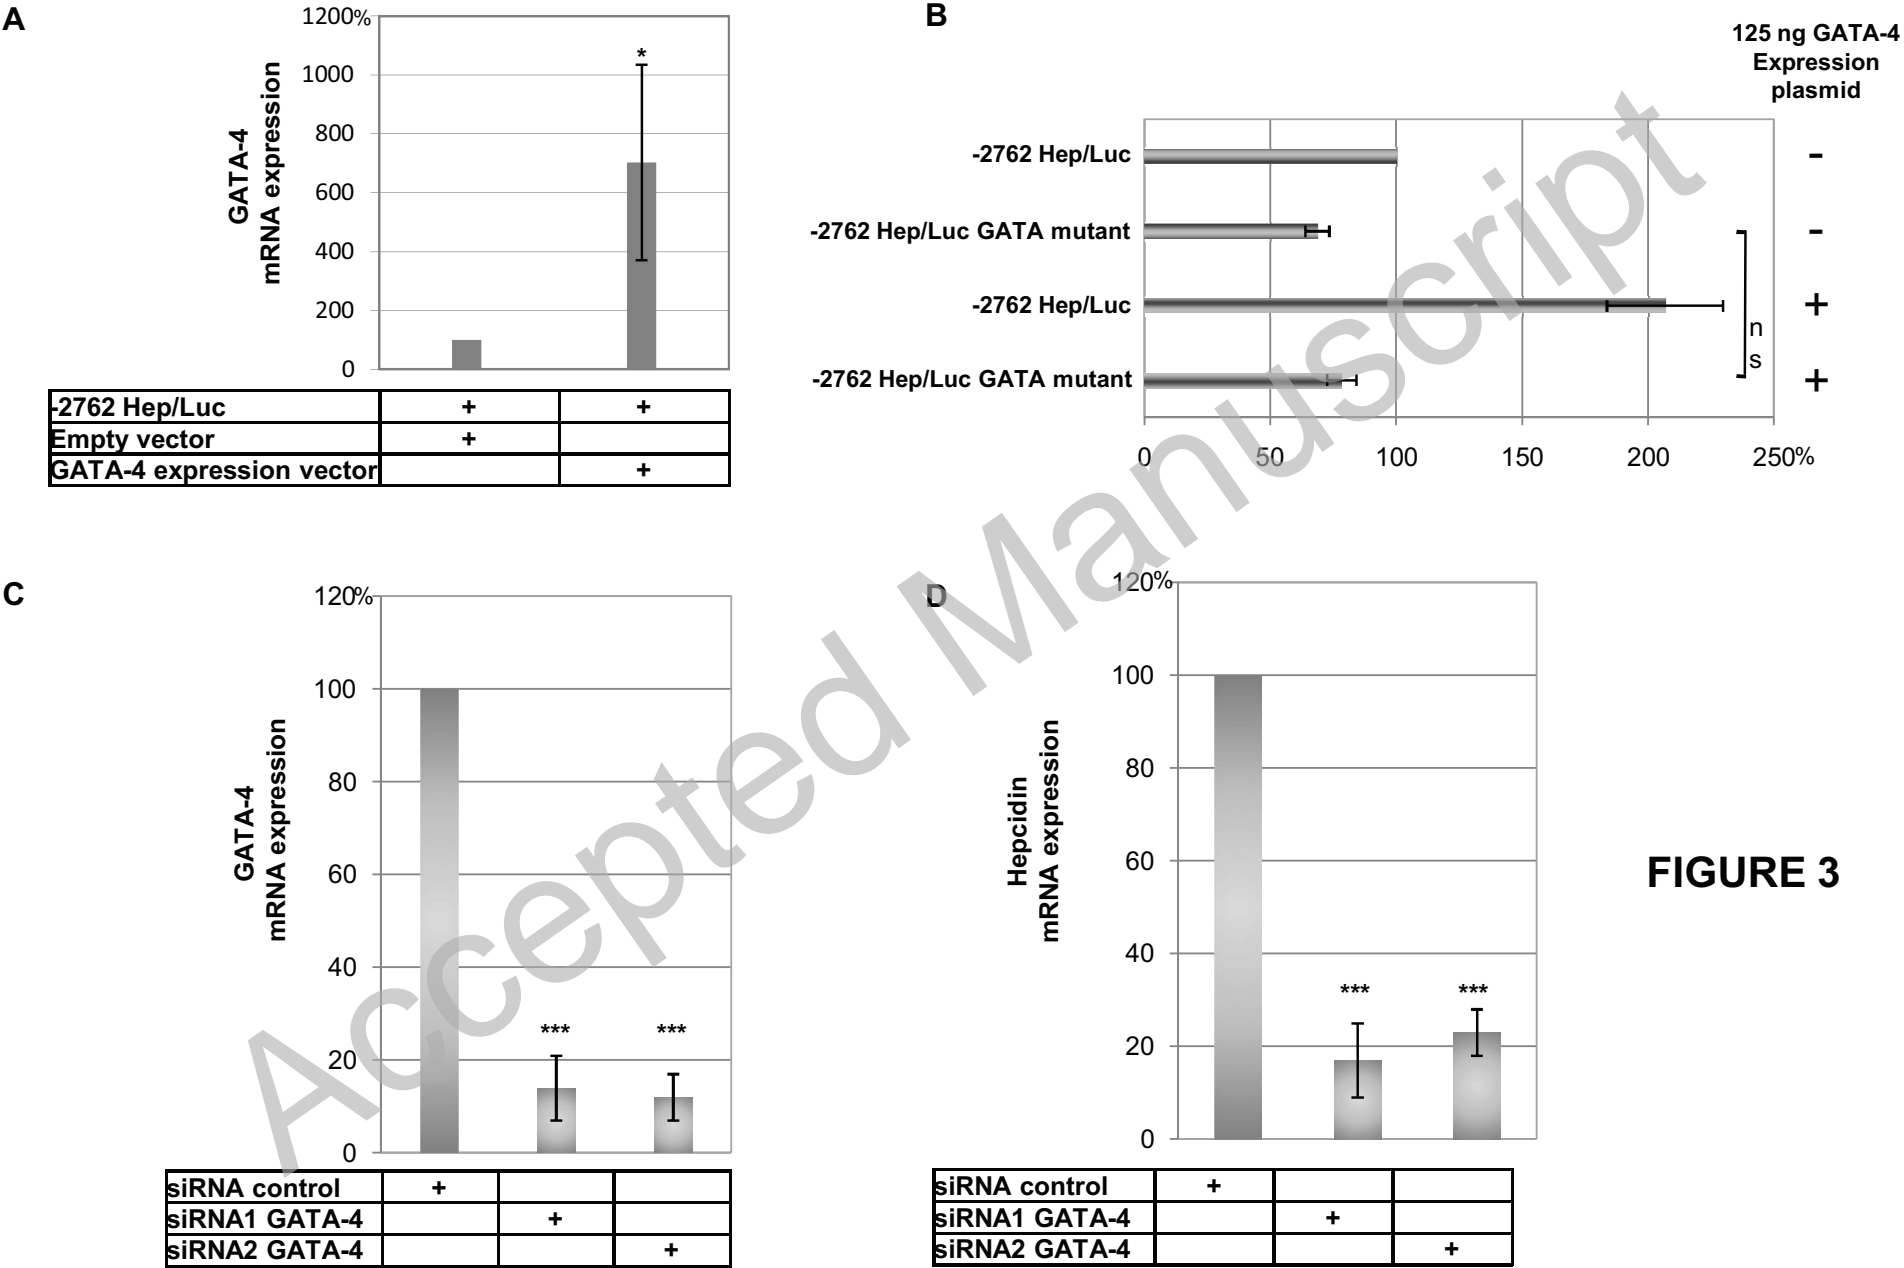 A
1200%
1000
800
600
400
200
0
GATA-4
mRNA expression
*
-2762 Hep/Luc + +
Empty vector +
GATA-4 expression vector +
B
125 ng GATA-4
Expression
plasmid
-2762 Hep/Luc -
-2762 Hep/Luc GATA mutant -
-2762 Hep/Luc +
-2762 Hep/Luc GATA mutant +
n
s
0 50 100 150 200 250%
C
120%
100
80
60
40
20
0
GATA-4
mRNA expression
*** ***
siRNA control +
siRNA1 GATA-4 +
siRNA2 GATA-4 +
D
120%
100
80
60
40
20
0
Hepcidin
mRNA expression
*** ***
siRNA control +
siRNA1 GATA-4 +
siRNA2 GATA-4 +
FIGURE 3
Accepted Manuscript